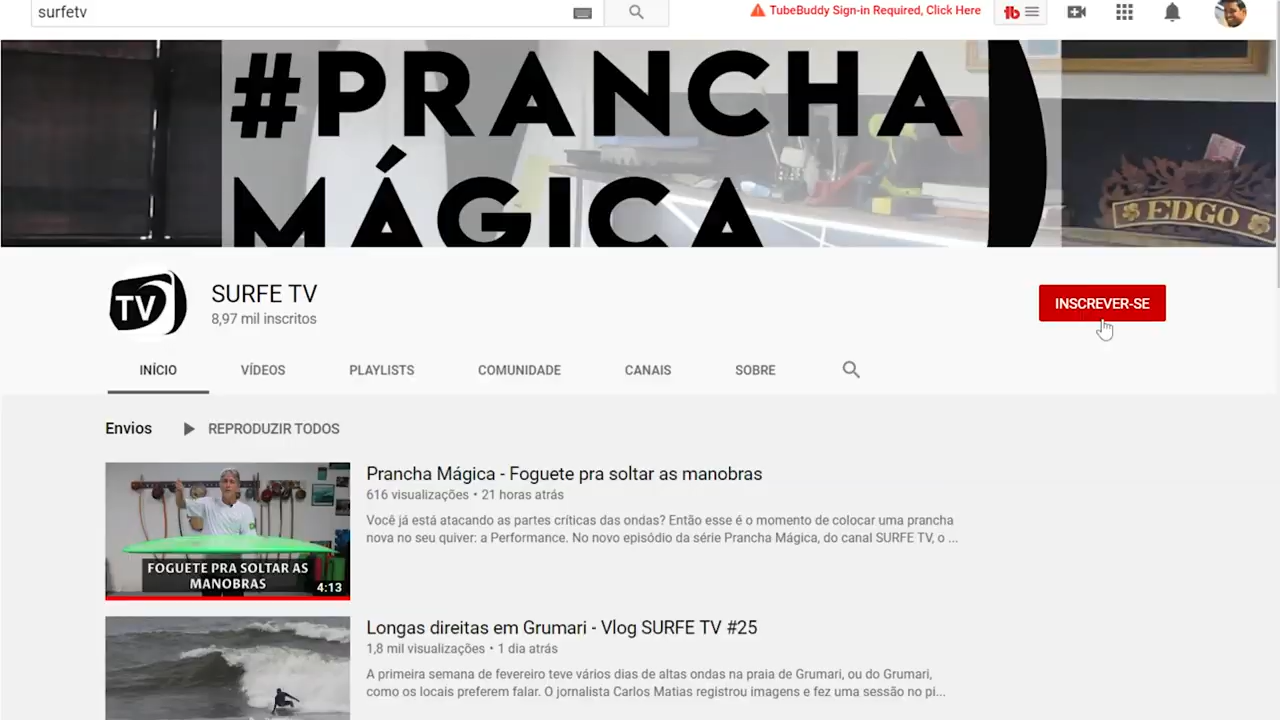 surfetv
TubeBuddy Sign-in Required, Click Here
tb
#PRANCHA
MÁGICA
EDGO
TV
SURFE TV
8,97 mil inscritos
INSCREVER-SE
INÍCIO
VÍDEOS
PLAYLISTS
COMUNIDADE
CANAIS
SOBRE
Envios
REPRODUZIR TODOS
FOGUETE PRA SOLTAR AS
MANOBRAS
4:13
Prancha Mágica - Foguete pra soltar as manobras
616 visualizações • 21 horas atrás
Você já está atacando as partes críticas das ondas? Então esse é o momento de colocar uma prancha
nova no seu quiver: a Performance. No novo episódio da série Prancha Mágica, do canal SURFE TV, o ...
Longas direitas em Grumari - Vlog SURFE TV #25
1,8 mil visualizações • 1 dia atrás
A primeira semana de fevereiro teve vários dias de altas ondas na praia de Grumari, ou do Grumari,
como os locais preferem falar. O jornalista Carlos Matias registrou imagens e fez uma sessão no pi...